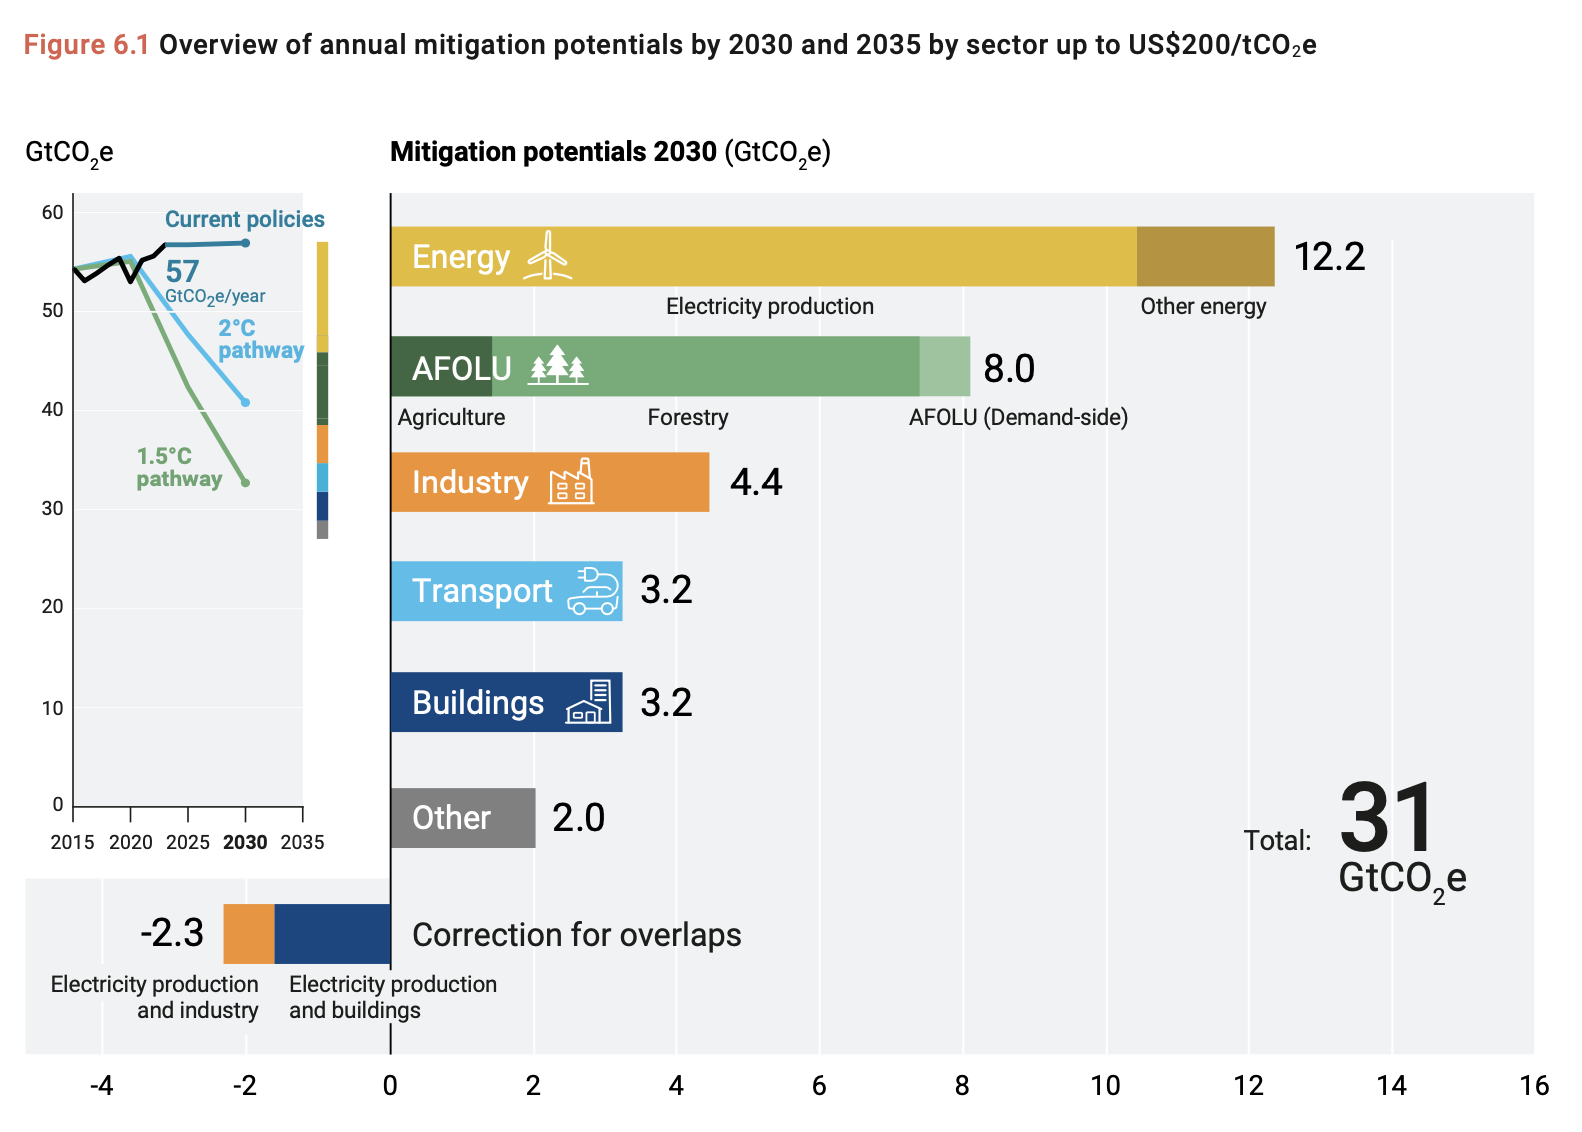 Figure 6.1 Overview of annual mitigation potentials by 2030 and 2035 by sector up to US$200/tCO₂e
GtCO₂e
60
50
40
30
20
10
0
2015 2020 2025 2030 2035
Current policies
57
GtCO₂e/year
2°C
pathway
1.5°C
pathway
Mitigation potentials 2030 (GtCO₂e)
Energy 12.2
Electricity production Other energy
AFOLU 8.0
Agriculture Forestry AFOLU (Demand-side)
Industry 4.4
Transport 3.2
Buildings 3.2
Other 2.0
Total: 31
GtCO₂e
-2.3 Correction for overlaps
Electricity production
and industry
Electricity production
and buildings
-4 -2 0 2 4 6 8 10 12 14 16